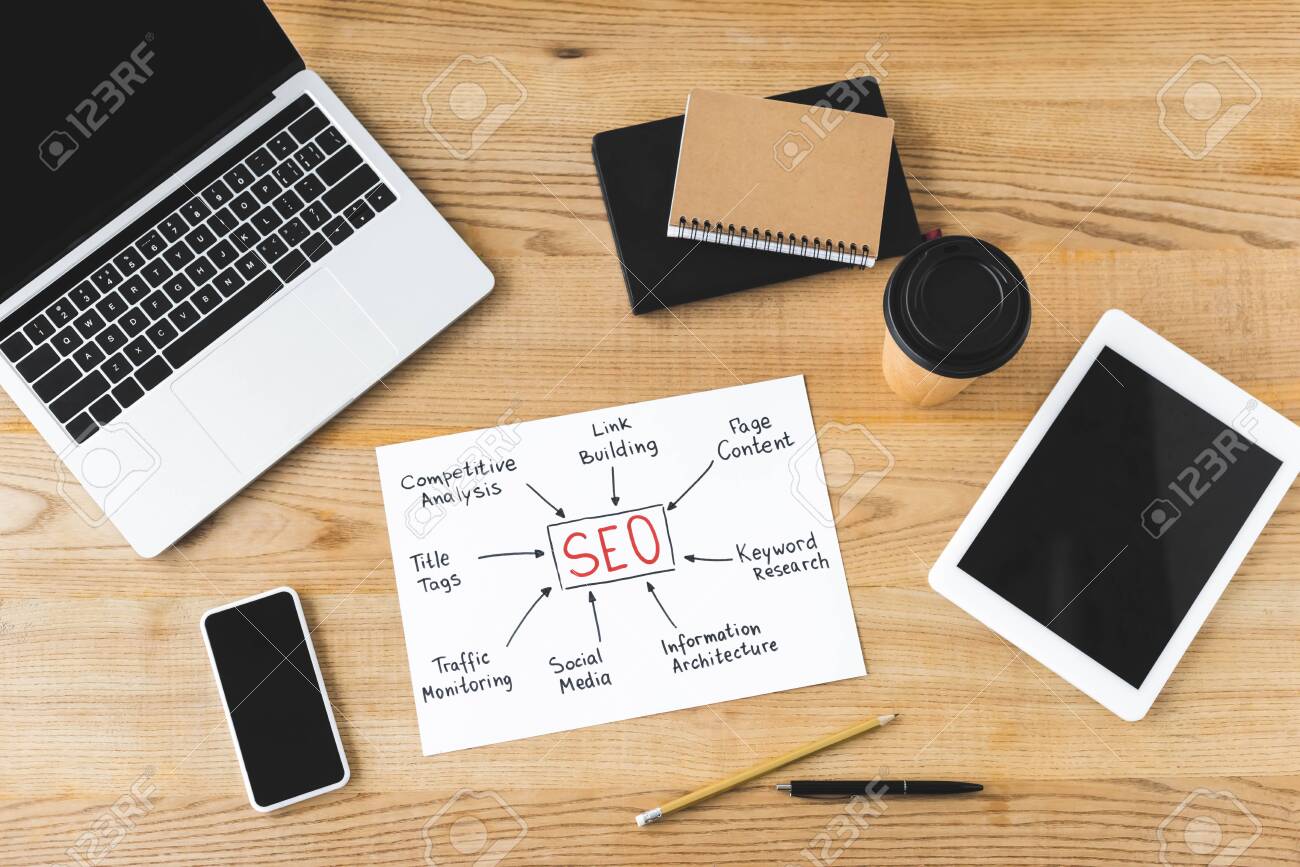 Link
Building
Page
Content
Competitive
Analysis
SEO
Title
Tags
Keyword
Research
Traffic
Monitoring
Social
Media
Information
Architecture
123RF
123RF
123RF
123RF
123RF
123RF
123RF
123RF
123RF
123RF
123RF
123RF